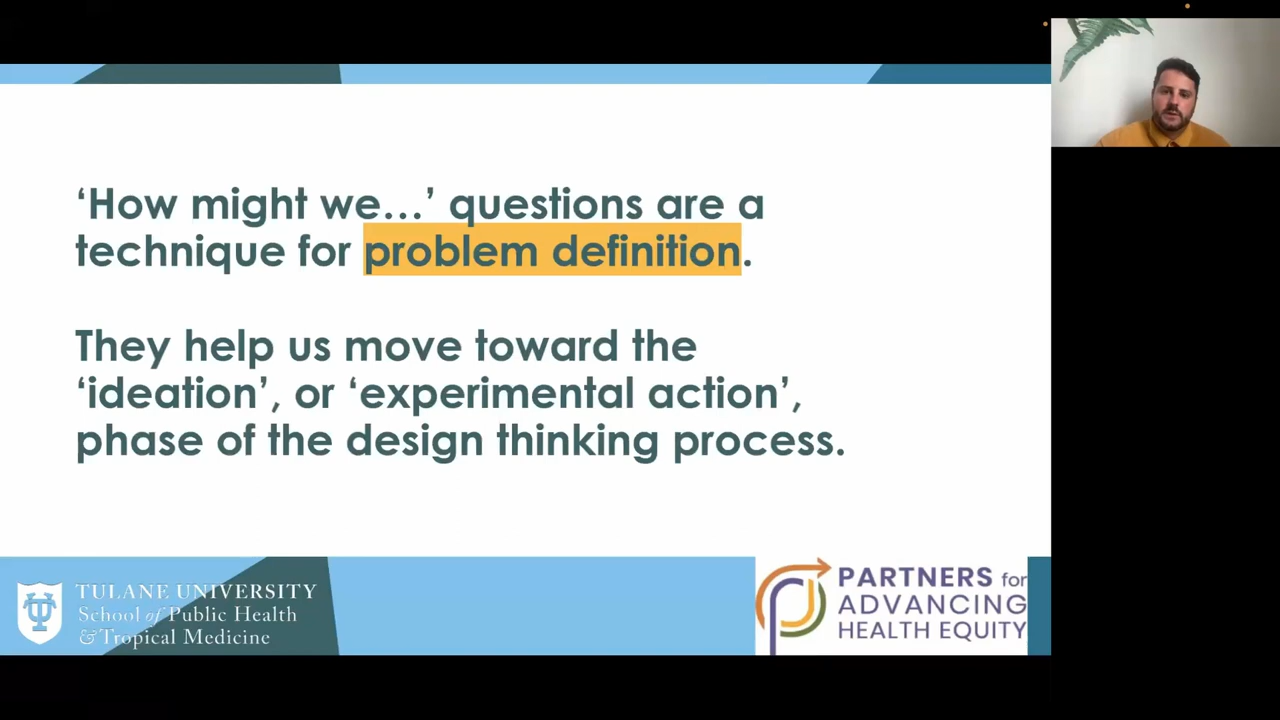 ‘How might we...’ questions are a
technique for problem definition.
They help us move toward the
‘ideation’, or ‘experimental action’,
phase of the design thinking process.
TULANE UNIVERSITY
School of Public Health
& Tropical Medicine
PARTNERS for
ADVANCING
HEALTH EQUITY